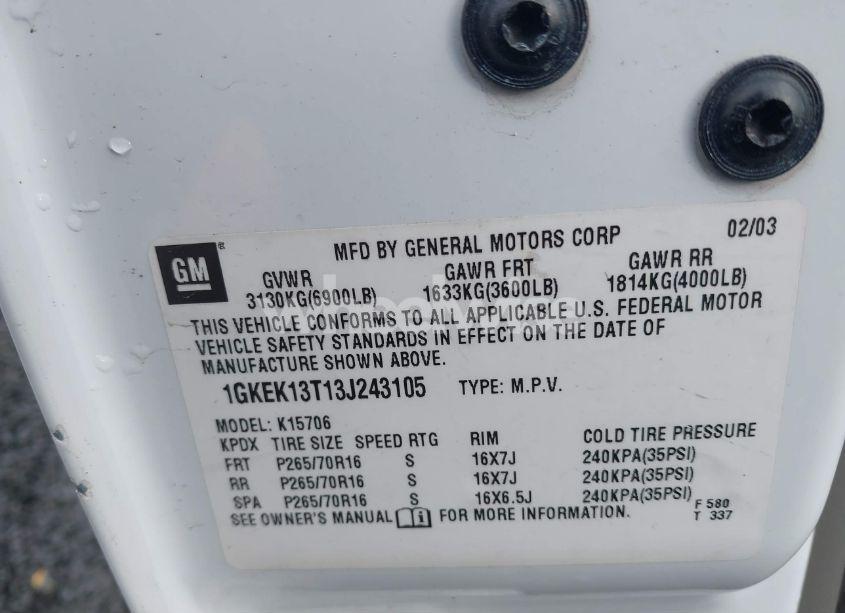 GM ®
MFD BY GENERAL MOTORS CORP 02/03
GVWR GAWR FRT GAWR RR
3130KG(6900LB) 1633KG(3600LB) 1814KG(4000LB)
THIS VEHICLE CONFORMS TO ALL APPLICABLE U.S. FEDERAL MOTOR
VEHICLE SAFETY STANDARDS IN EFFECT ON THE DATE OF
MANUFACTURE SHOWN ABOVE.
1GKEK13T13J243105 TYPE: M.P.V.
MODEL: K15706
KPDX TIRE SIZE SPEED RTG RIM COLD TIRE PRESSURE
FRT P265/70R16 S 16X7J 240KPA(35PSI)
RR P265/70R16 S 16X7J 240KPA(35PSI)
SPA P265/70R16 S 16X6.5J 240KPA(35PSI)
SEE OWNER'S MANUAL i FOR MORE INFORMATION.
F 580
T 337